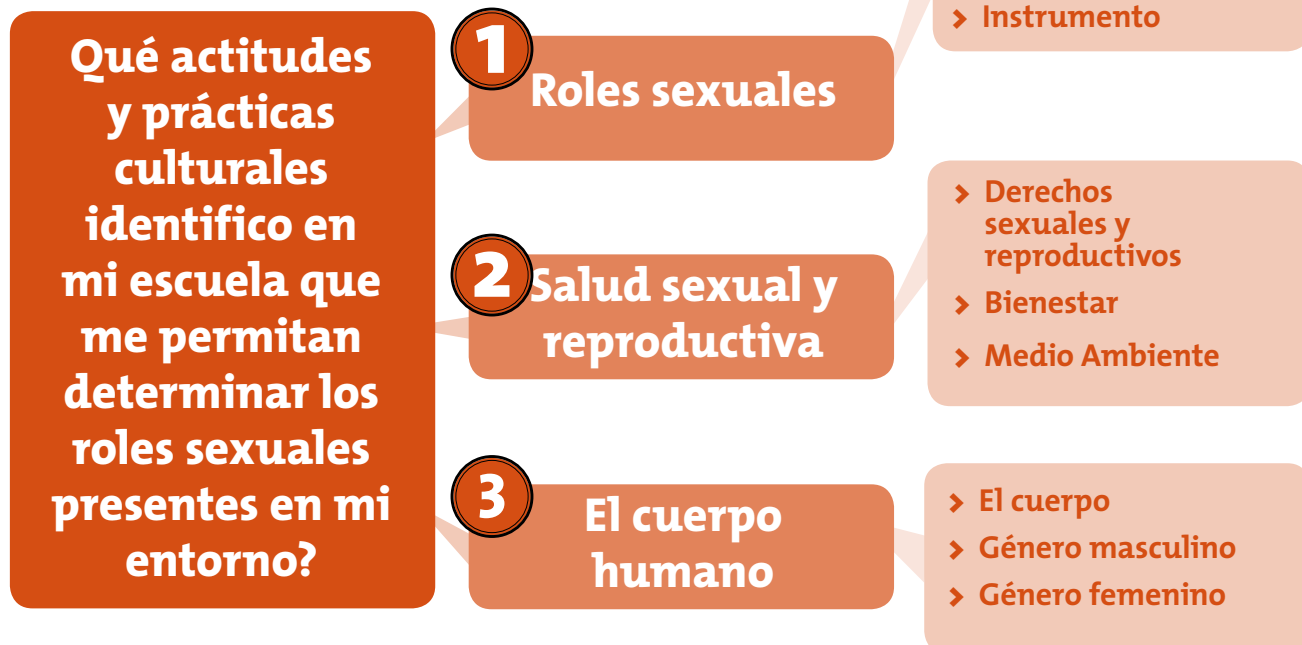 Qué actitudes
y prácticas
culturales
identifico en
mi escuela que
me permitan
determinar los
roles sexuales
presentes en mi
entorno?
1
Roles sexuales
> Instrumento
2
Salud sexual y
reproductiva
> Derechos
sexuales y
reproductivos
> Bienestar
> Medio Ambiente
3
El cuerpo
humano
> El cuerpo
> Género masculino
> Género femenino